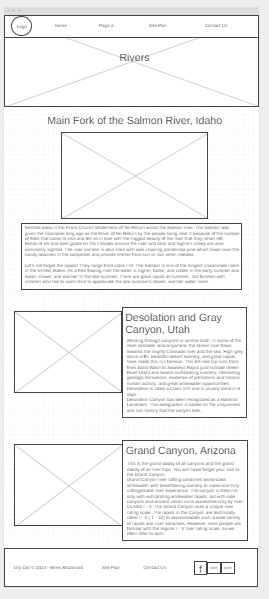 Logo
Home
Page 2
Site Plan
Contact Us
Rivers
Main Fork of the Salmon River, Idaho
Nestled deep in the Frank Church Wilderness of No Return winds the Salmon river. The Salmon was
given the nickname long ago as the River of No Return by the people living near
of folks that came to visit and fell so in love with the rugged beauty of the river that they never left.
Herds of elk and deer graze on the hillsides around the river and bear and bighorn sheep are also
commonly sighted. The river corridor is also lined with awe inspiring ponderosa pine which tower over the
sandy beaches in the campsites and provide shelter from sun or rain when needed.
Let's not forget the rapids! They range from class I-IV. The Salmon is one of the longest undammed rivers
in the United States. As a free flowing river the water is higher, faster, and colder in the early summer and
lower, slower, and warmer in the late summer. There are great rapids all summer, but families with
children who like to swim tend to appreciate the later summer's slower, warmer water more.
Desolation and Gray
Canyon, Utah
Winding through canyons in central Utah, in some of the
most desolate land anywhere, the Green river flows
towards the mighty Colorado river and the sea. High grey
stone cliffs, beautiful desert scenery, and great rapids
have made this run famous. This 84-mile trip runs from
from Sand Wash to Swaseys Rapid (just outside Green
River Utah) and boasts outstanding scenery, interesting
geologic formations, evidence of prehistoric and historic
human activity, and great whitewater opportunities.
Desolation is rated a Class II/III and is usually done in 6
days.
Desolation Canyon has been recognized as a National
Landmark. This designation is based on the uniqueness
and rich history that the canyon tells.
Grand Canyon, Arizona
This is the grand daddy of all canyons and the grand
daddy of all river trips. You will never forget your visit to
the Grand Canyon.
Grand Canyon river rafting combines world-class
whitewater with breathtaking scenery to make one truly
unforgettable river experience. The canyon is filled not
only with exhilarating whitewater rapids, but with side
canyons and ancient Indian ruins accessible only by river.
CLASS I - X: The Grand Canyon uses a unique river
rating scale. The rapids in the Canyon are technically
rated I - X ( 1 - 10) to accommodate such a wide variety
of rapids and river variances. However, most people are
familiar with the regular I - V river rating scale, so we
often refer to both.
Dry Oar © 2023 -
Site Plan
Contact Us
f